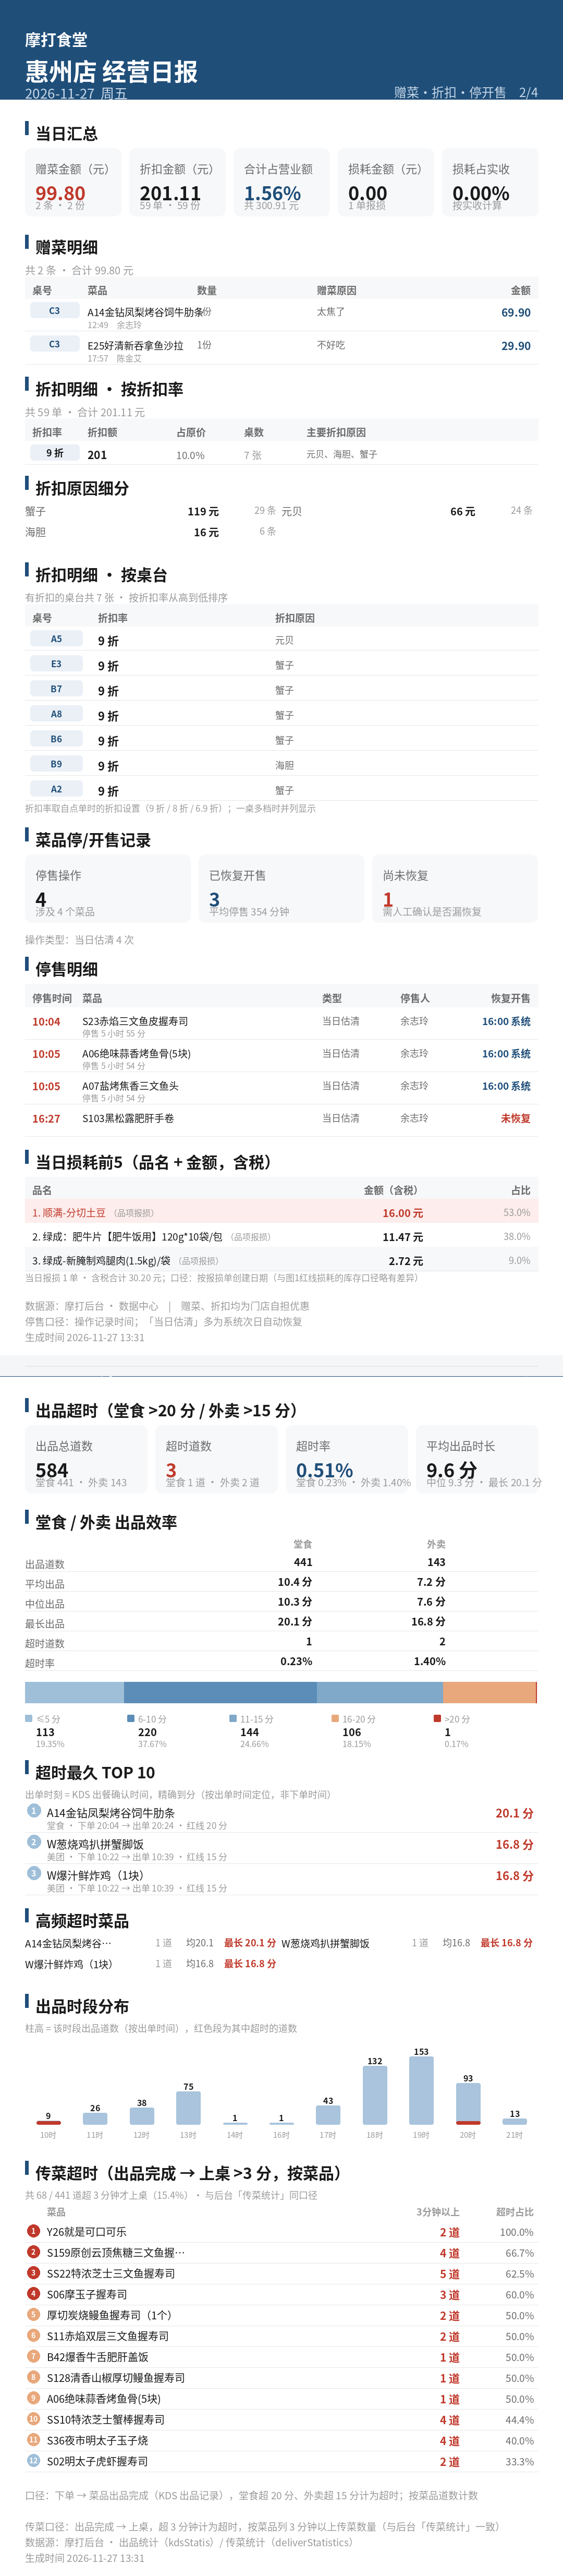 摩打食堂
惠州店 经营日报
2026-11-27 周五
赠菜・折扣・停开售 2/4
当日汇总
赠菜金额（元） 折扣金额（元） 合计占营业额 损耗金额（元） 损耗占实收
99.80 201.11 1.56% 0.00 0.00%
2 条 · 2 份 59 单 · 59 份 共 300.91 元 1 单报损 按实收计算
赠菜明细
共 2 条 · 合计 99.80 元
桌号 菜品 数量 赠菜原因 金额
C3 A14金钻凤梨烤谷饲牛肋条 份 太焦了 69.90
12:49 余志玲
C3 E25好清新吞拿鱼沙拉 1份 不好吃 29.90
17:57 陈金艾
折扣明细 · 按折扣率
共 59 单 · 合计 201.11 元
折扣率 折扣额 占原价 桌数 主要折扣原因
9 折 201 10.0% 7 张 元贝、海胆、蟹子
折扣原因细分
蟹子 119 元 29 条 元贝 66 元 24 条
海胆 16 元 6 条
折扣明细 · 按桌台
有折扣的桌台共 7 张 · 按折扣率从高到低排序
桌号 折扣率 折扣原因
A5 9 折 元贝
E3 9 折 蟹子
B7 9 折 蟹子
A8 9 折 蟹子
B6 9 折 蟹子
B9 9 折 海胆
A2 9 折 蟹子
折扣率取自点单时的折扣设置（9 折 / 8 折 / 6.9 折）；一桌多档时并列显示
菜品停/开售记录
停售操作 已恢复开售 尚未恢复
4 3 1
涉及 4 个菜品 平均停售 354 分钟 需人工确认是否漏恢复
操作类型：当日估清 4 次
停售明细
停售时间 菜品 类型 停售人 恢复开售
10:04 S23赤焰三文鱼皮握寿司 当日估清 余志玲 16:00 系统
停售 5 小时 55 分
10:05 A06绝味蒜香烤鱼骨(5块) 当日估清 余志玲 16:00 系统
停售 5 小时 54 分
10:05 A07盐烤焦香三文鱼头 当日估清 余志玲 16:00 系统
停售 5 小时 54 分
16:27 S103黑松露肥肝手卷 当日估清 余志玲 未恢复
当日损耗前5（品名 + 金额，含税）
品名 金额（含税） 占比
1. 顺满-分切土豆 （品项报损） 16.00 元 53.0%
2. 绿成：肥牛片【肥牛饭用】120g*10袋/包 （品项报损） 11.47 元 38.0%
3. 绿成-新腌制鸡腿肉(1.5kg)/袋 （品项报损） 2.72 元 9.0%
当日报损 1 单 · 含税合计 30.20 元；口径：按报损单创建日期（与图1红线损耗的库存口径略有差异）
数据源：摩打后台 · 数据中心 ｜ 赠菜、折扣均为门店自担优惠
停售口径：操作记录时间；「当日估清」多为系统次日自动恢复
生成时间 2026-11-27 13:31
出品超时（堂食 >20 分 / 外卖 >15 分）
出品总道数 超时道数 超时率 平均出品时长
584 3 0.51% 9.6 分
堂食 441 · 外卖 143 堂食 1 道 · 外卖 2 道 堂食 0.23% · 外卖 1.40% 中位 9.3 分 · 最长 20.1 分
堂食 / 外卖 出品效率
堂食 外卖
出品道数 441 143
平均出品 10.4 分 7.2 分
中位出品 10.3 分 7.6 分
最长出品 20.1 分 16.8 分
超时道数 1 2
超时率 0.23% 1.40%
≤5 分 6-10 分 11-15 分 16-20 分 >20 分
113 220 144 106 1
19.35% 37.67% 24.66% 18.15% 0.17%
超时最久 TOP 10
出单时刻 = KDS 出餐确认时间，精确到分（按出单时间定位，非下单时间）
1 A14金钻凤梨烤谷饲牛肋条 20.1 分
堂食 · 下单 20:04 → 出单 20:24 · 红线 20 分
2 W葱烧鸡扒拼蟹脚饭 16.8 分
美团 · 下单 10:22 → 出单 10:39 · 红线 15 分
3 W爆汁鲜炸鸡（1块） 16.8 分
美团 · 下单 10:22 → 出单 10:39 · 红线 15 分
高频超时菜品
A14金钻凤梨烤谷… 1 道 均20.1 最长 20.1 分 W葱烧鸡扒拼蟹脚饭 1 道 均16.8 最长 16.8 分
W爆汁鲜炸鸡（1块） 1 道 均16.8 最长 16.8 分
出品时段分布
柱高 = 该时段出品道数（按出单时间），红色段为其中超时的道数
9 26 38 75 1 1 43 132 153 93 13
10时 11时 12时 13时 14时 16时 17时 18时 19时 20时 21时
传菜超时（出品完成 → 上桌 >3 分，按菜品）
共 68 / 441 道超 3 分钟才上桌（15.4%） · 与后台「传菜统计」同口径
菜品 3分钟以上 超时占比
1 Y26就是可口可乐 2 道 100.0%
2 S159原创云顶焦糖三文鱼握… 4 道 66.7%
3 SS22特浓芝士三文鱼握寿司 5 道 62.5%
4 S06摩玉子握寿司 3 道 60.0%
5 厚切炭烧鳗鱼握寿司（1个） 2 道 50.0%
6 S11赤焰双层三文鱼握寿司 2 道 50.0%
7 B42爆香牛舌肥肝盖饭 1 道 50.0%
8 S128清香山椒厚切鳗鱼握寿司 1 道 50.0%
9 A06绝味蒜香烤鱼骨(5块) 1 道 50.0%
10 SS10特浓芝士蟹棒握寿司 4 道 44.4%
11 S36夜市明太子玉子烧 4 道 40.0%
12 S02明太子虎虾握寿司 2 道 33.3%
口径：下单 → 菜品出品完成（KDS 出品记录），堂食超 20 分、外卖超 15 分计为超时；按菜品道数计数
传菜口径：出品完成 → 上桌，超 3 分钟计为超时，按菜品列 3 分钟以上传菜数量（与后台「传菜统计」一致）
数据源：摩打后台 · 出品统计（kdsStatis）/ 传菜统计（deliverStatistics）
生成时间 2026-11-27 13:31